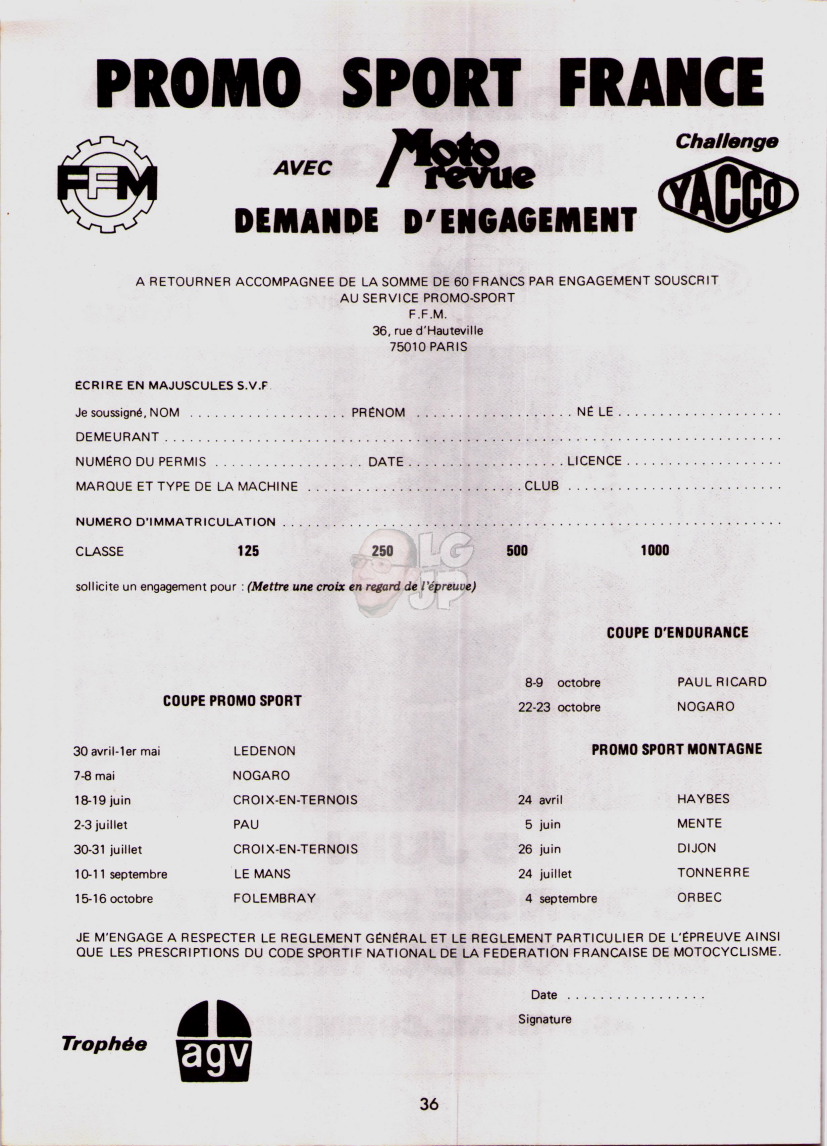 PROMO SPORT FRANCE
FFM
AVEC Moto revue
Challenge YACCO
DEMANDE D'ENGAGEMENT
A RETOURNER ACCOMPAGNEE DE LA SOMME DE 60 FRANCS PAR ENGAGEMENT SOUSCRIT
AU SERVICE PROMO-SPORT
F.F.M.
36, rue d'Hauteville
75010 PARIS
ÉCRIRE EN MAJUSCULES S.V.P.
Je soussigné, NOM . . . . . . . . . . . . . . . . . . . PRÉNOM . . . . . . . . . . . . . . . . . . . NÉ LE . . . . . . . . . . . . . . . . . . . .
DEMEURANT . . . . . . . . . . . . . . . . . . . . . . . . . . . . . . . . . . . . . . . .
NUMÉRO DU PERMIS . . . . . . . . . . . . . . . . . . DATE . . . . . . . . . . . . . . . . . . . LICENCE . . . . . . . . . . . . . . . . . . .
MARQUE ET TYPE DE LA MACHINE . . . . . . . . . . . . . . . . . . . . . . . . . . CLUB . . . . . . . . . . . . . . . . . . . . . . . . . .
NUMÉRO D'IMMATRICULATION . . . . . . . . . . . . . . . . . . . . . . . . . . . . . . . . . . . . . . . .
CLASSE 125 250 500 1000
LG
JP
sollicite un engagement pour : (Mettre une croix en regard de l'épreuve)
COUPE D'ENDURANCE
8-9 octobre PAUL RICARD
22-23 octobre NOGARO
COUPE PROMO SPORT
30 avril-1er mai LEDENON
7-8 mai NOGARO
18-19 juin CROIX-EN-TERNOIS
2-3 juillet PAU
30-31 juillet CROIX-EN-TERNOIS
10-11 septembre LE MANS
15-16 octobre FOLEMBRAY
PROMO SPORT MONTAGNE
24 avril HAYBES
5 juin MENTE
26 juin DIJON
24 juillet TONNERRE
4 septembre ORBEC
JE M'ENGAGE A RESPECTER LE REGLEMENT GÉNÉRAL ET LE REGLEMENT PARTICULIER DE L'ÉPREUVE AINSI
QUE LES PRESCRIPTIONS DU CODE SPORTIF NATIONAL DE LA FEDERATION FRANCAISE DE MOTOCYCLISME.
Date . . . . . . . . . . . . . . . . .
Signature
Trophée agv
36